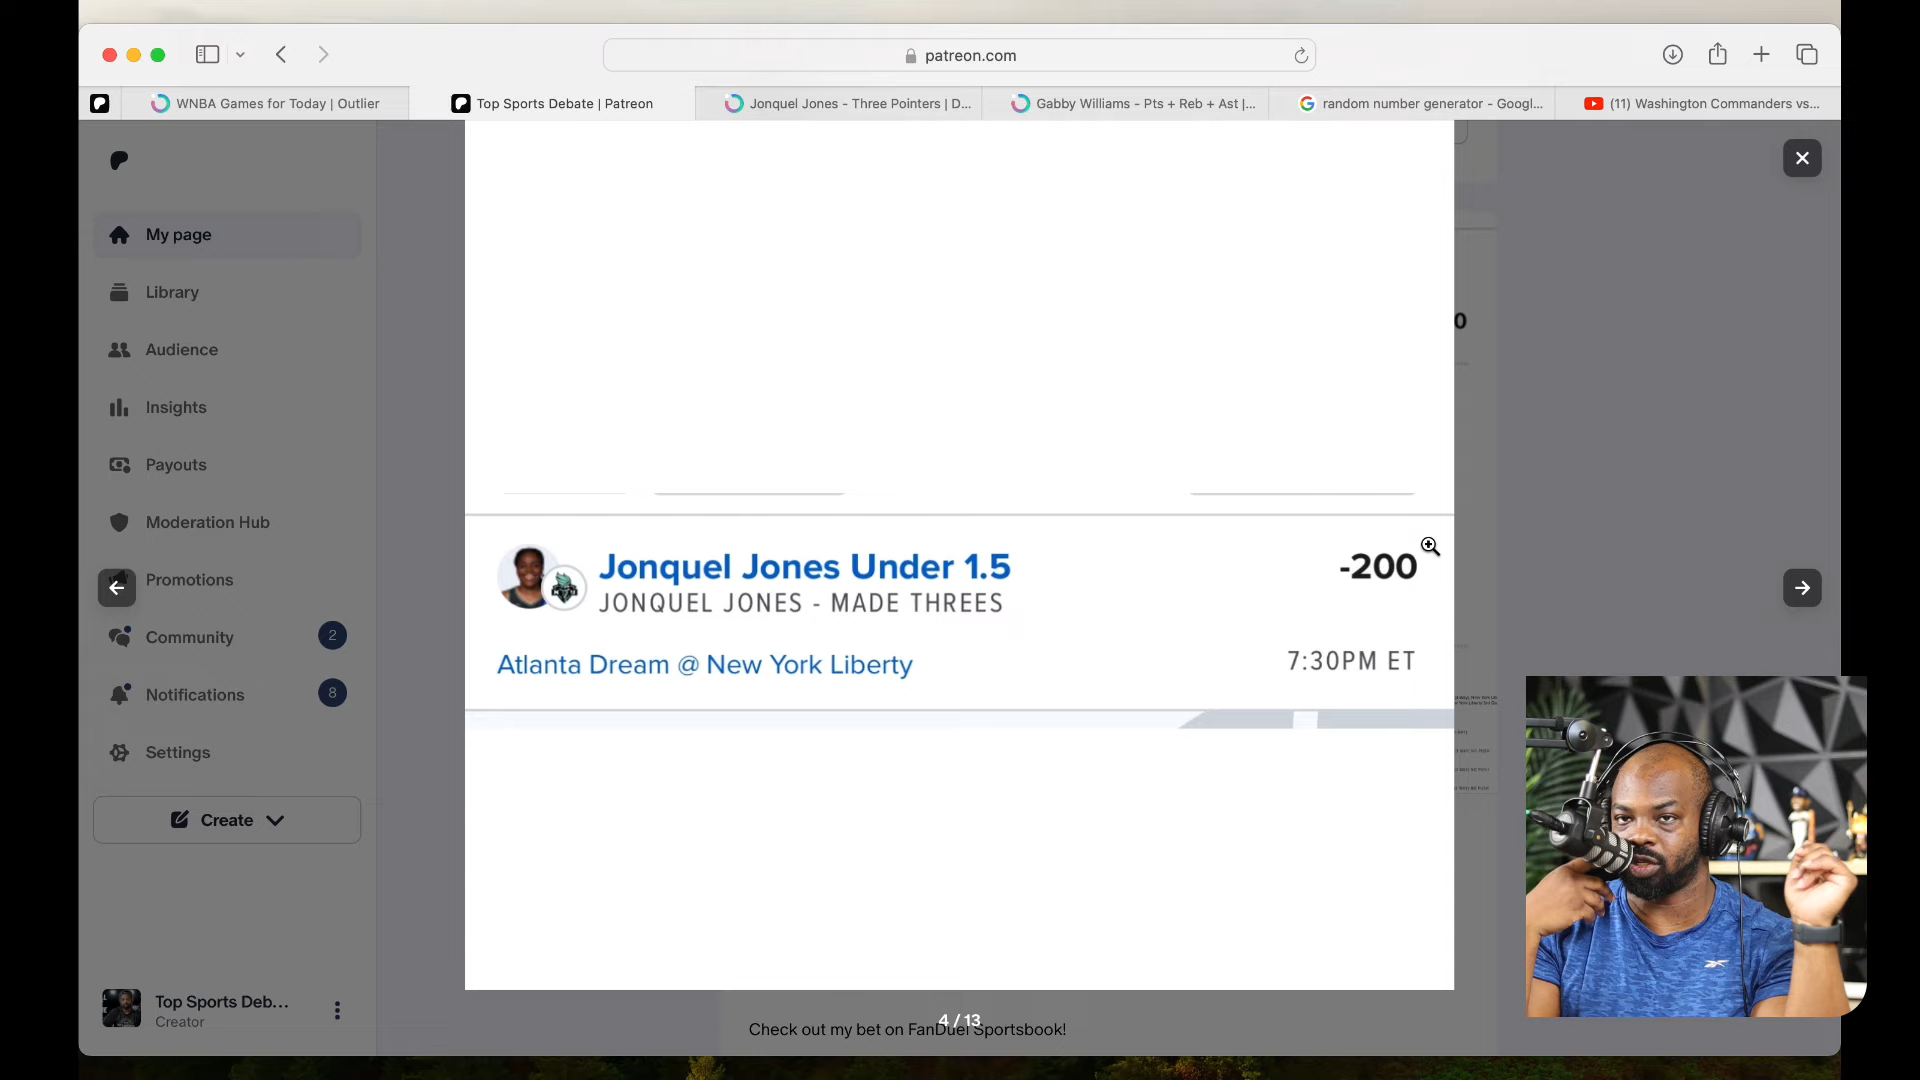 patreon.com
WNBA Games for Today | Outlier
Top Sports Debate | Patreon
Jonquel Jones - Three Pointers | D...
Gabby Williams - Pts + Reb + Ast |...
random number generator - Googl...
(11) Washington Commanders vs...
My page
Library
Audience
Insights
Payouts
Moderation Hub
Promotions
Community 2
Notifications 8
Settings
Create
Top Sports Deb...
Creator
0
Jonquel Jones Under 1.5 -200
JONQUEL JONES - MADE THREES
Atlanta Dream @ New York Liberty 7:30PM ET
4 / 13
Check out my bet on FanDuel Sportsbook!